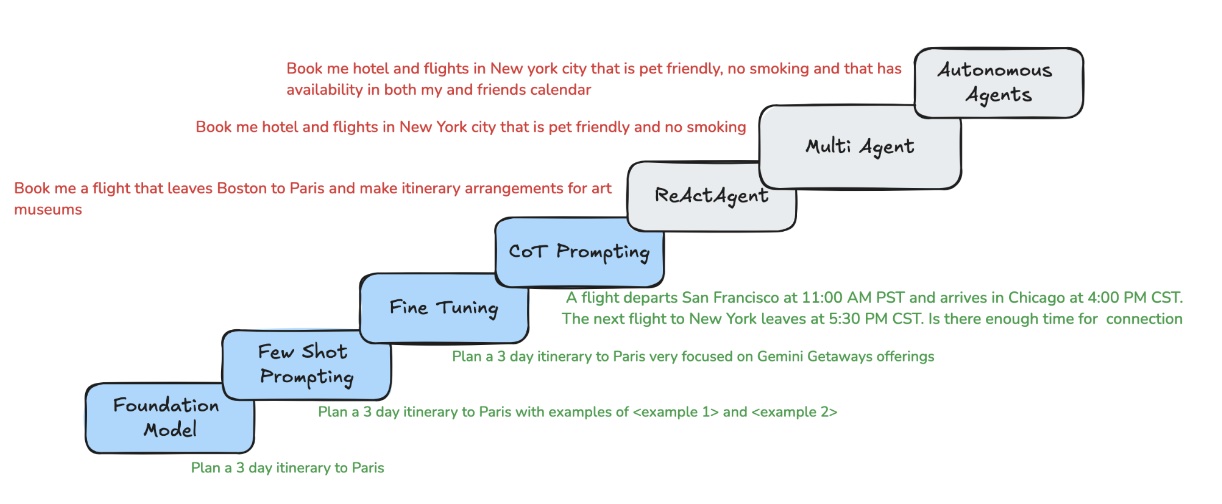 Book me hotel and flights in New york city that is pet friendly, no smoking and that has
availability in both my and friends calendar
Autonomous
Agents
Book me hotel and flights in New York city that is pet friendly and no smoking
Multi Agent
Book me a flight that leaves Boston to Paris and make itinerary arrangements for art
museums
ReActAgent
CoT Prompting
A flight departs San Francisco at 11:00 AM PST and arrives in Chicago at 4:00 PM CST.
The next flight to New York leaves at 5:30 PM CST. Is there enough time for connection
Fine Tuning
Plan a 3 day itinerary to Paris very focused on Gemini Getaways offerings
Few Shot
Prompting
Plan a 3 day itinerary to Paris with examples of <example 1> and <example 2>
Foundation
Model
Plan a 3 day itinerary to Paris